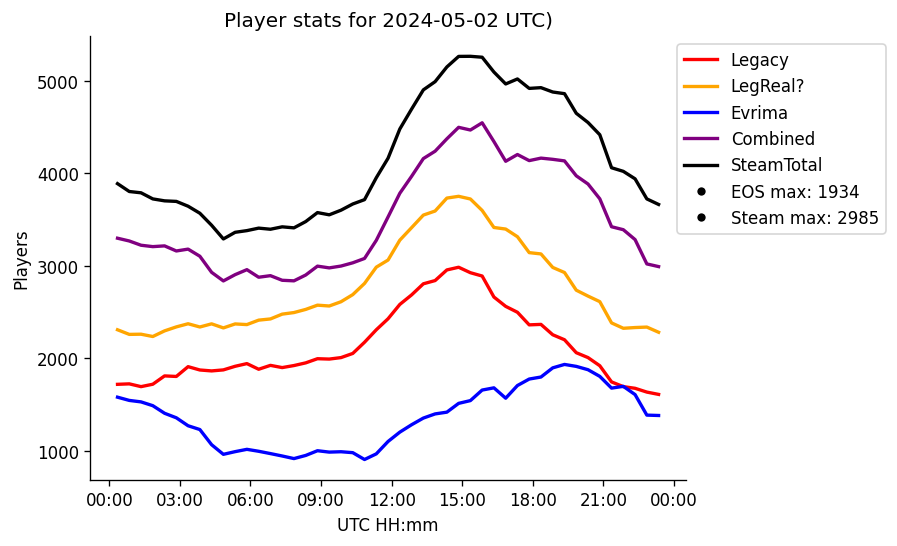 Player stats for 2024-05-02 UTC)
Players
5000
4000
3000
2000
1000
00:00 03:00 06:00 09:00 12:00 15:00 18:00 21:00 00:00
UTC HH:mm
Legacy
LegReal?
Evrima
Combined
SteamTotal
EOS max: 1934
Steam max: 2985